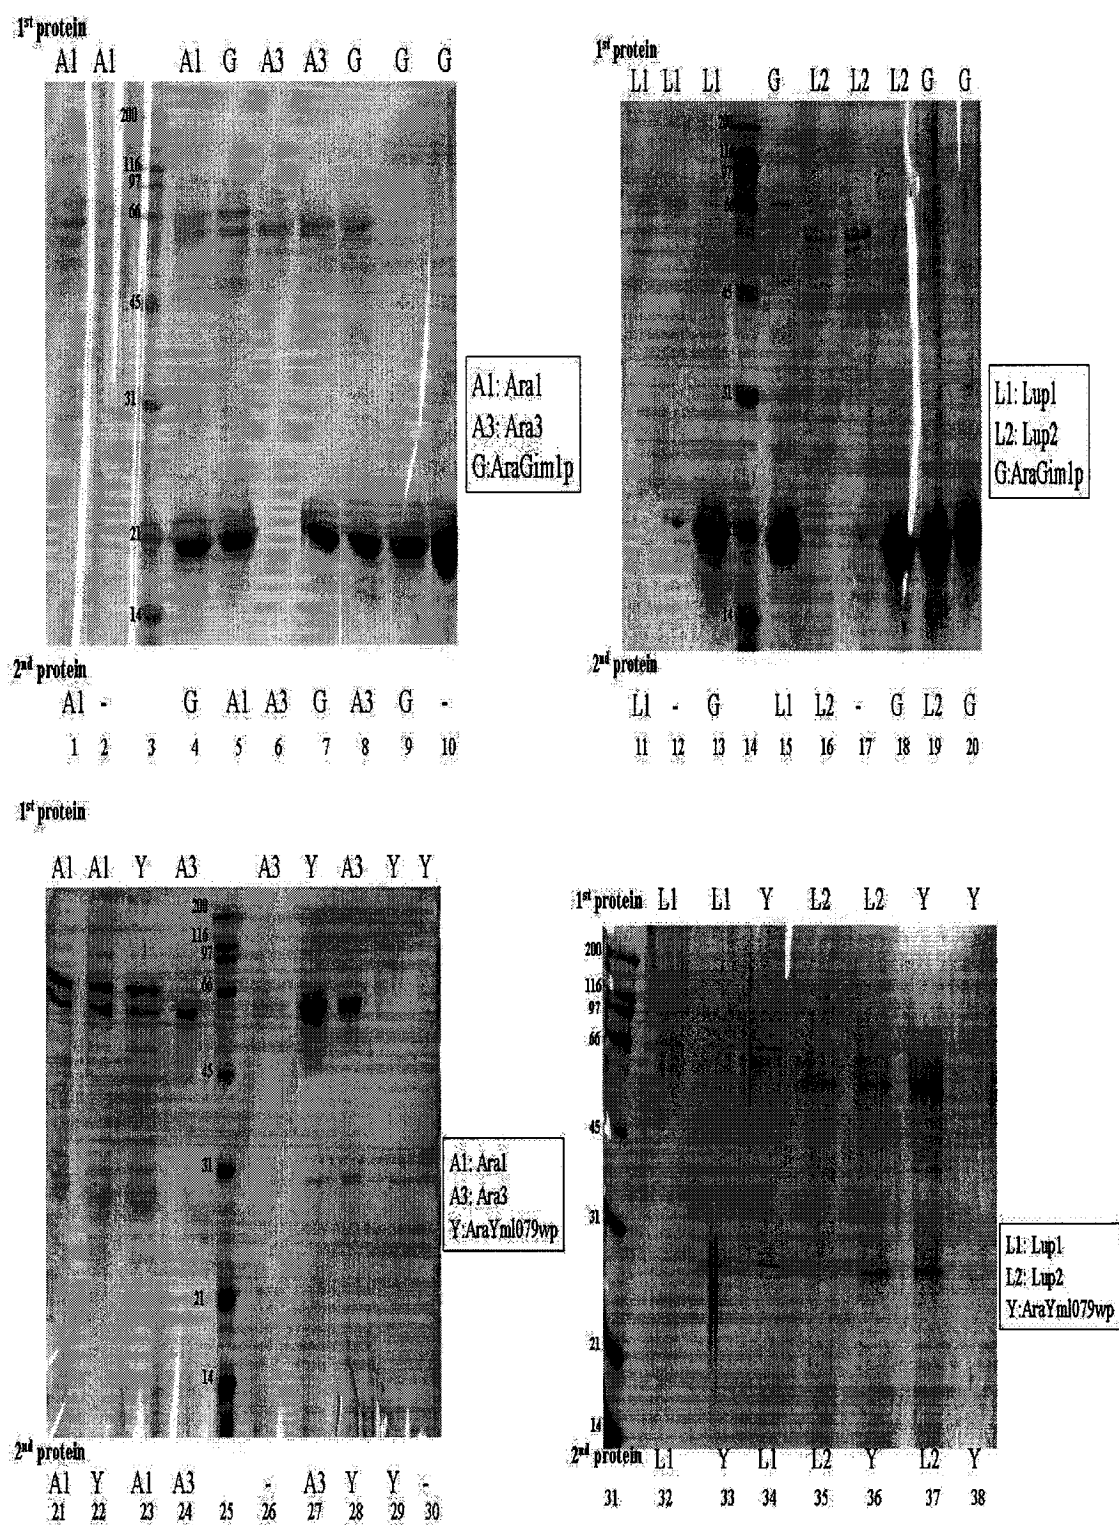 1st protein
A1 A1 A1 G A3 A3 G G G
200
116
97
66
45
31
21
14
A1: Ara1
A3: Ara3
G:AraGim1p
2nd protein
A1 - G A1 A3 G A3 G -
1 2 3 4 5 6 7 8 9 10
1st protein
L1 L1 L1 G L2 L2 L2 G G
116
45
31
14
L1: Lup1
L2: Lup2
G:AraGim1p
2nd protein
L1 - G L1 L2 - G L2 G
11 12 13 14 15 16 17 18 19 20
1st protein
A1 A1 Y A3 A3 Y A3 Y Y
200
116
97
66
45
31
21
14
A1: Ara1
A3: Ara3
Y:AraYml079wp
2nd protein
A1 Y A1 A3 - A3 Y Y -
21 22 23 24 25 26 27 28 29 30
1st protein L1 L1 Y L2 L2 Y Y
200
116
97
66
45
31
21
14
L1: Lup1
L2: Lup2
Y:AraYml079wp
2nd protein L1 Y L1 L2 Y L2 Y
31 32 33 34 35 36 37 38